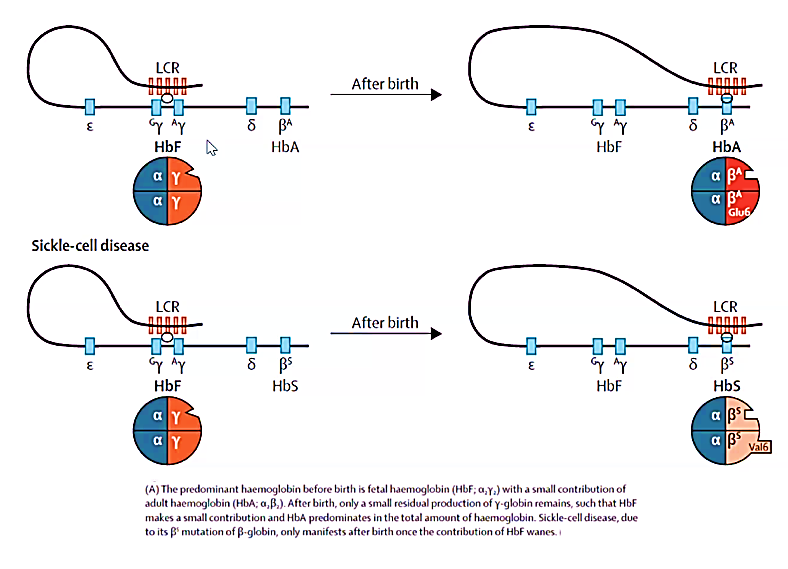 LCR
LCR
After birth
ε
ᴳγ ᴬγ
δ
βᴬ
ε
ᴳγ ᴬγ
δ
βᴬ
HbF
HbA
HbF
HbA
α γ
α γ
α βᴬ
α βᴬ
Glu6
Sickle-cell disease
LCR
LCR
After birth
ε
ᴳγ ᴬγ
δ
βˢ
ε
ᴳγ ᴬγ
δ
βˢ
HbF
HbS
HbF
HbS
α γ
α γ
α βˢ
α βˢ
Val6
(A) The predominant haemoglobin before birth is fetal haemoglobin (HbF; α₂γ₂) with a small contribution of
adult haemoglobin (HbA; α₂β₂). After birth, only a small residual production of γ-globin remains, such that HbF
makes a small contribution and HbA predominates in the total amount of haemoglobin. Sickle-cell disease, due
to its βˢ mutation of β-globin, only manifests after birth once the contribution of HbF wanes.